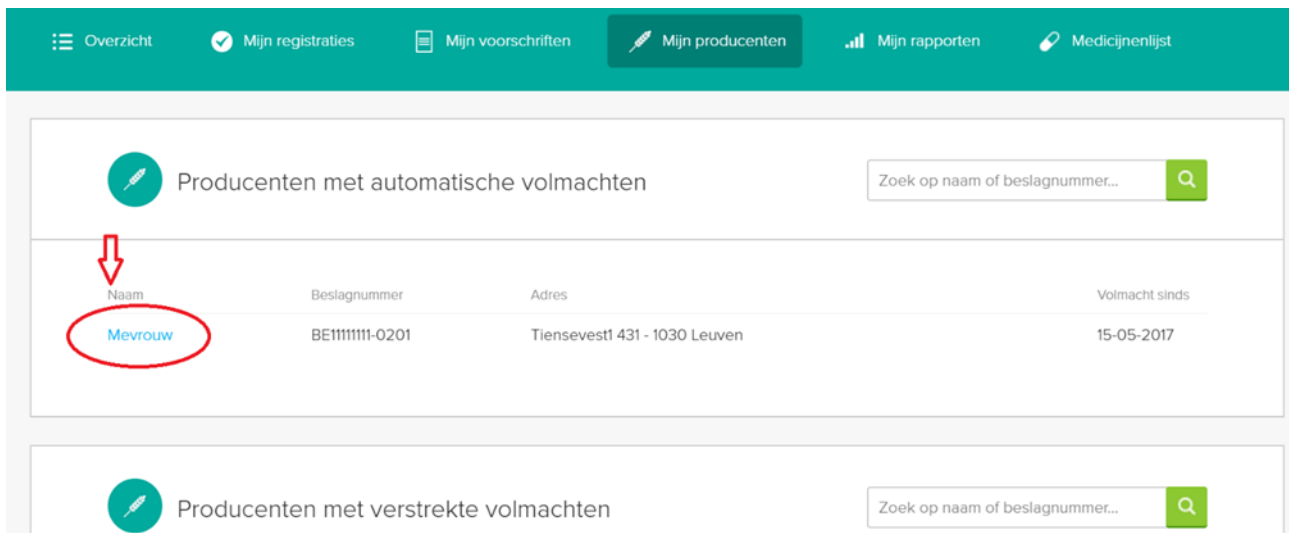 Overzicht Mijn registraties Mijn voorschriften Mijn producenten Mijn rapporten Medicijnenlijst
Producenten met automatische volmachten Zoek op naam of beslagnummer...
Naam Beslagnummer Adres Volmacht sinds
Mevrouw BE11111111-0201 Tiensevest1 431 - 1030 Leuven 15-05-2017
Producenten met verstrekte volmachten Zoek op naam of beslagnummer...